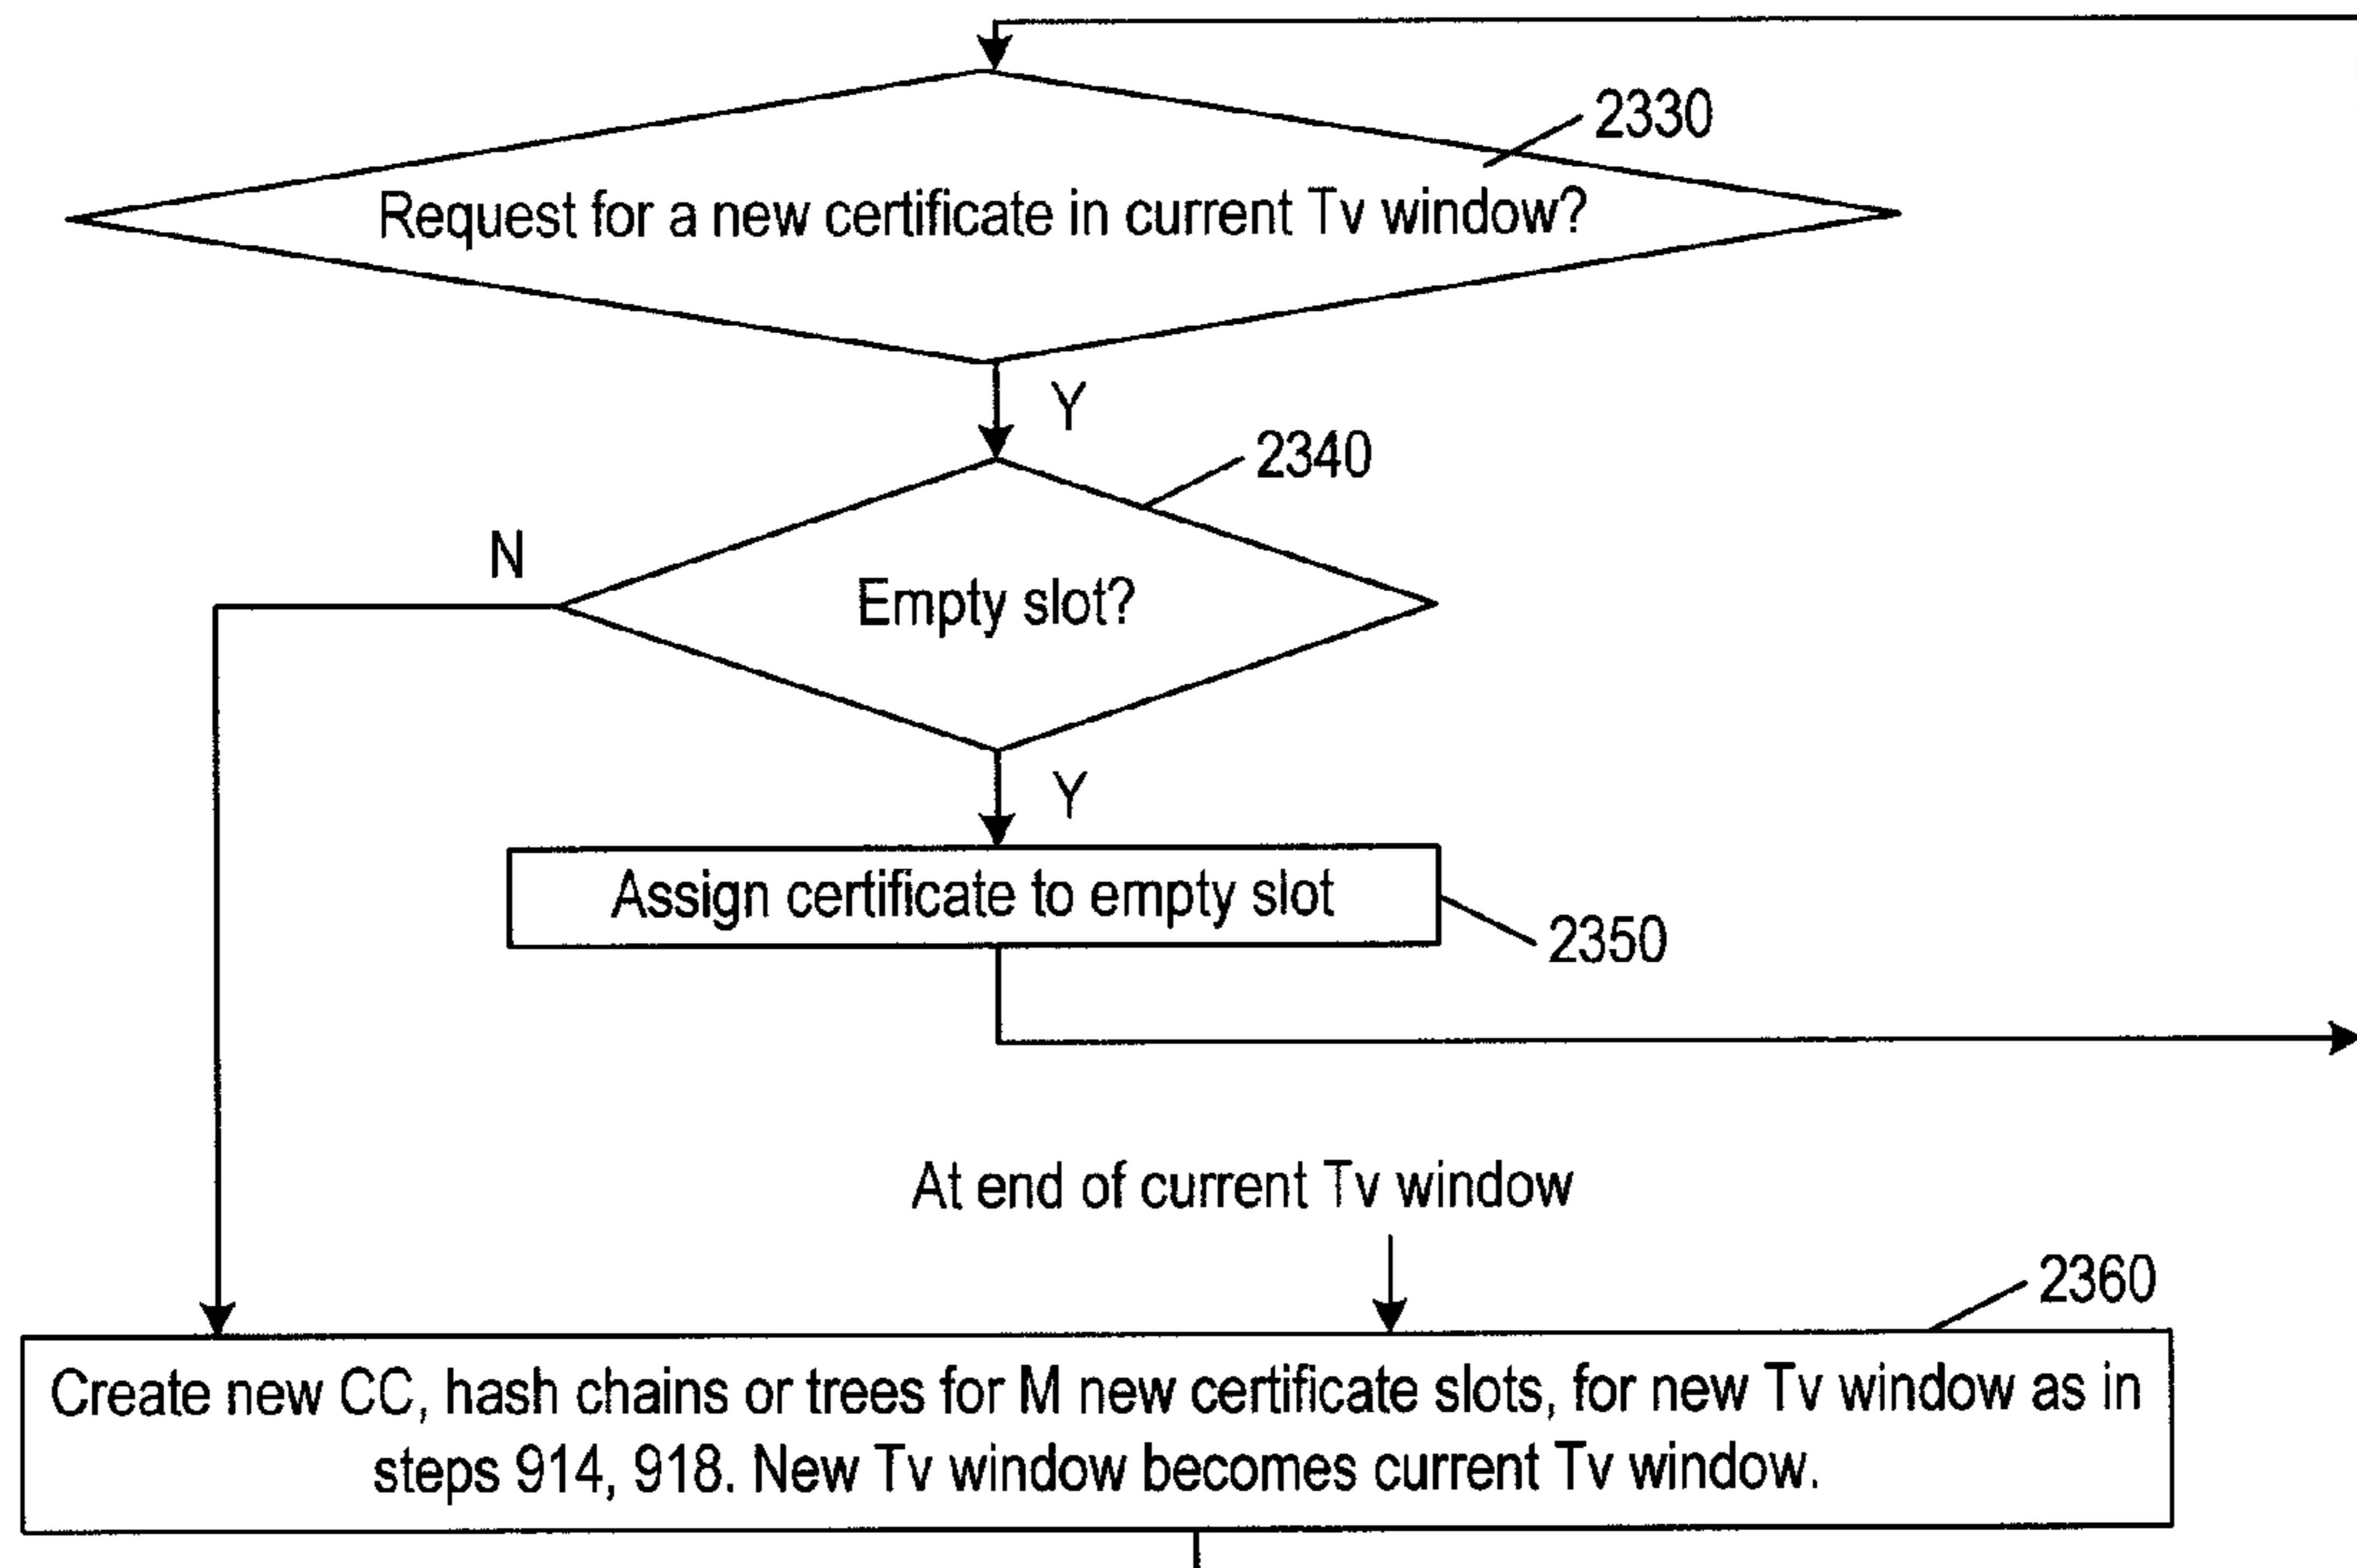 2330
Request for a new certificate in current Tv window?
Y
2340
N
Empty slot?
Y
Assign certificate to empty slot
2350
At end of current Tv window
2360
Create new CC, hash chains or trees for M new certificate slots, for new Tv window as in
steps 914, 918. New Tv window becomes current Tv window.